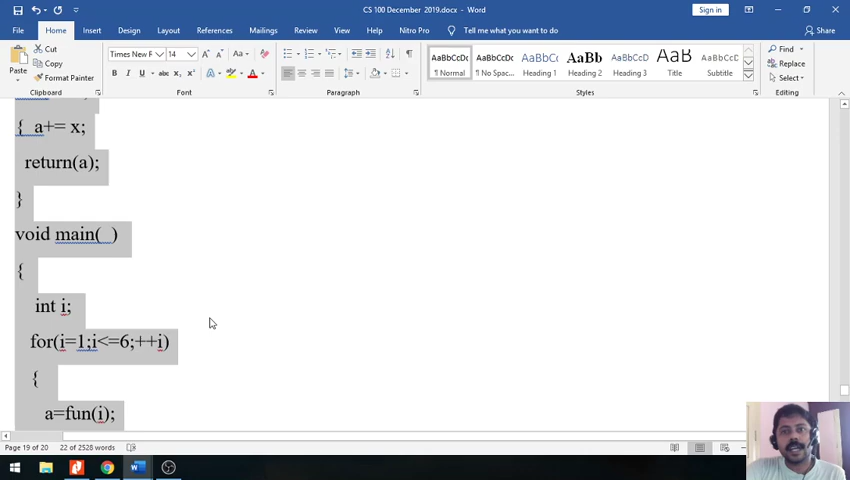 CS 100 December 2019.docx - Word
Sign in
File Home Insert Draw Design Layout References Mailings Review View Help Nitro Pro Tell me what you want to do Share
Paste
Cut
Copy
Format Painter
Clipboard
Times New R 14
Font
Paragraph
AaBbCcDc AaBbCcDc AaBbC AaBb AaBbCcD AaB AaBbCcD
¶ Normal ¶ No Spac... Heading 1 Heading 2 Heading 3 Title Subtitle
Styles
Find
Replace
Select
Editing
{ a+= x;
return(a);
}
void main( )
{
int i;
for(i=1;i<=6;++i)
{
a=fun(i);
Page 19 of 20 22 of 2528 words